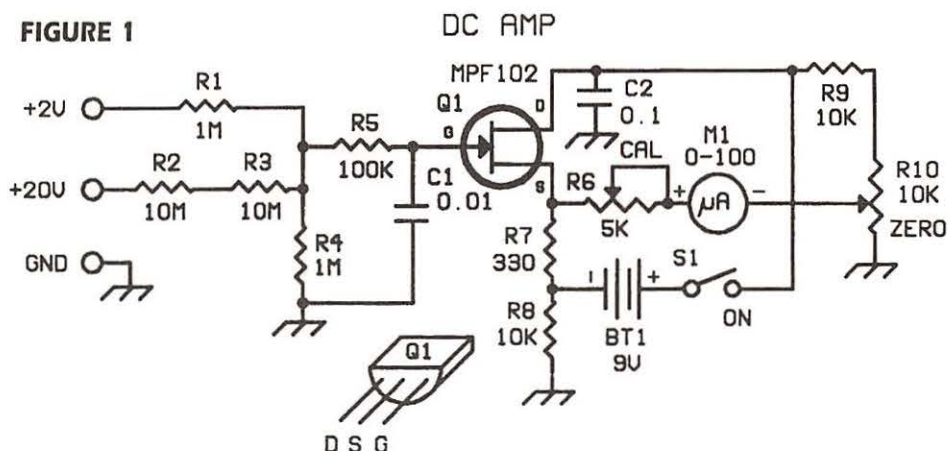 FIGURE 1
DC AMP
MPF102
Q1
D
G
S
R1
1M
+2V
R2
10M
R3
10M
+20V
R5
100K
C1
0.01
R4
1M
GND
C2
0.1
CAL
R6
5K
M1
0-100
+
µA
-
R9
10K
R10
10K
ZERO
R7
330
R8
10K
-
+
BT1
9V
S1
ON
Q1
D S G